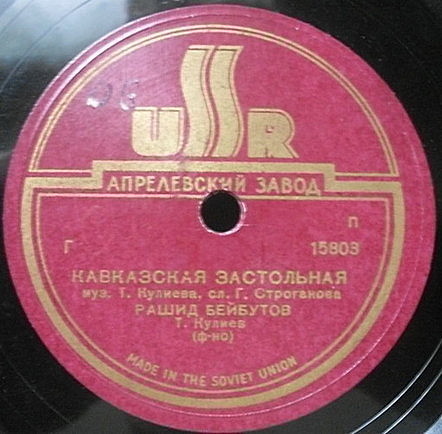 USSR
АПРЕЛЕВСКИЙ ЗАВОД
П
Г 15803
КАВКАЗСКАЯ ЗАСТОЛЬНАЯ
муз. Т. Кулиева, сл. Г. Строганова
РАШИД БЕЙБУТОВ
Т. Кулиев
(ф-но)
MADE IN THE SOVIET UNION